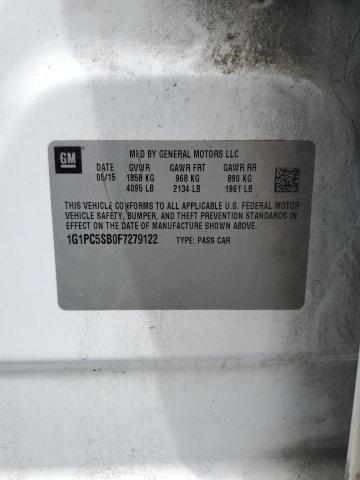 GM
MFD BY GENERAL MOTORS LLC
DATE GVWR GAWR FRT GAWR RR
05/15 1858 KG 968 KG 890 KG
4095 LB 2134 LB 1961 LB
THIS VEHICLE CONFORMS TO ALL APPLICABLE U.S. FEDERAL MOTOR
VEHICLE SAFETY, BUMPER, AND THEFT PREVENTION STANDARDS IN
EFFECT ON THE DATE OF MANUFACTURE SHOWN ABOVE.
1G1PC5SB0F7279122 TYPE: PASS CAR